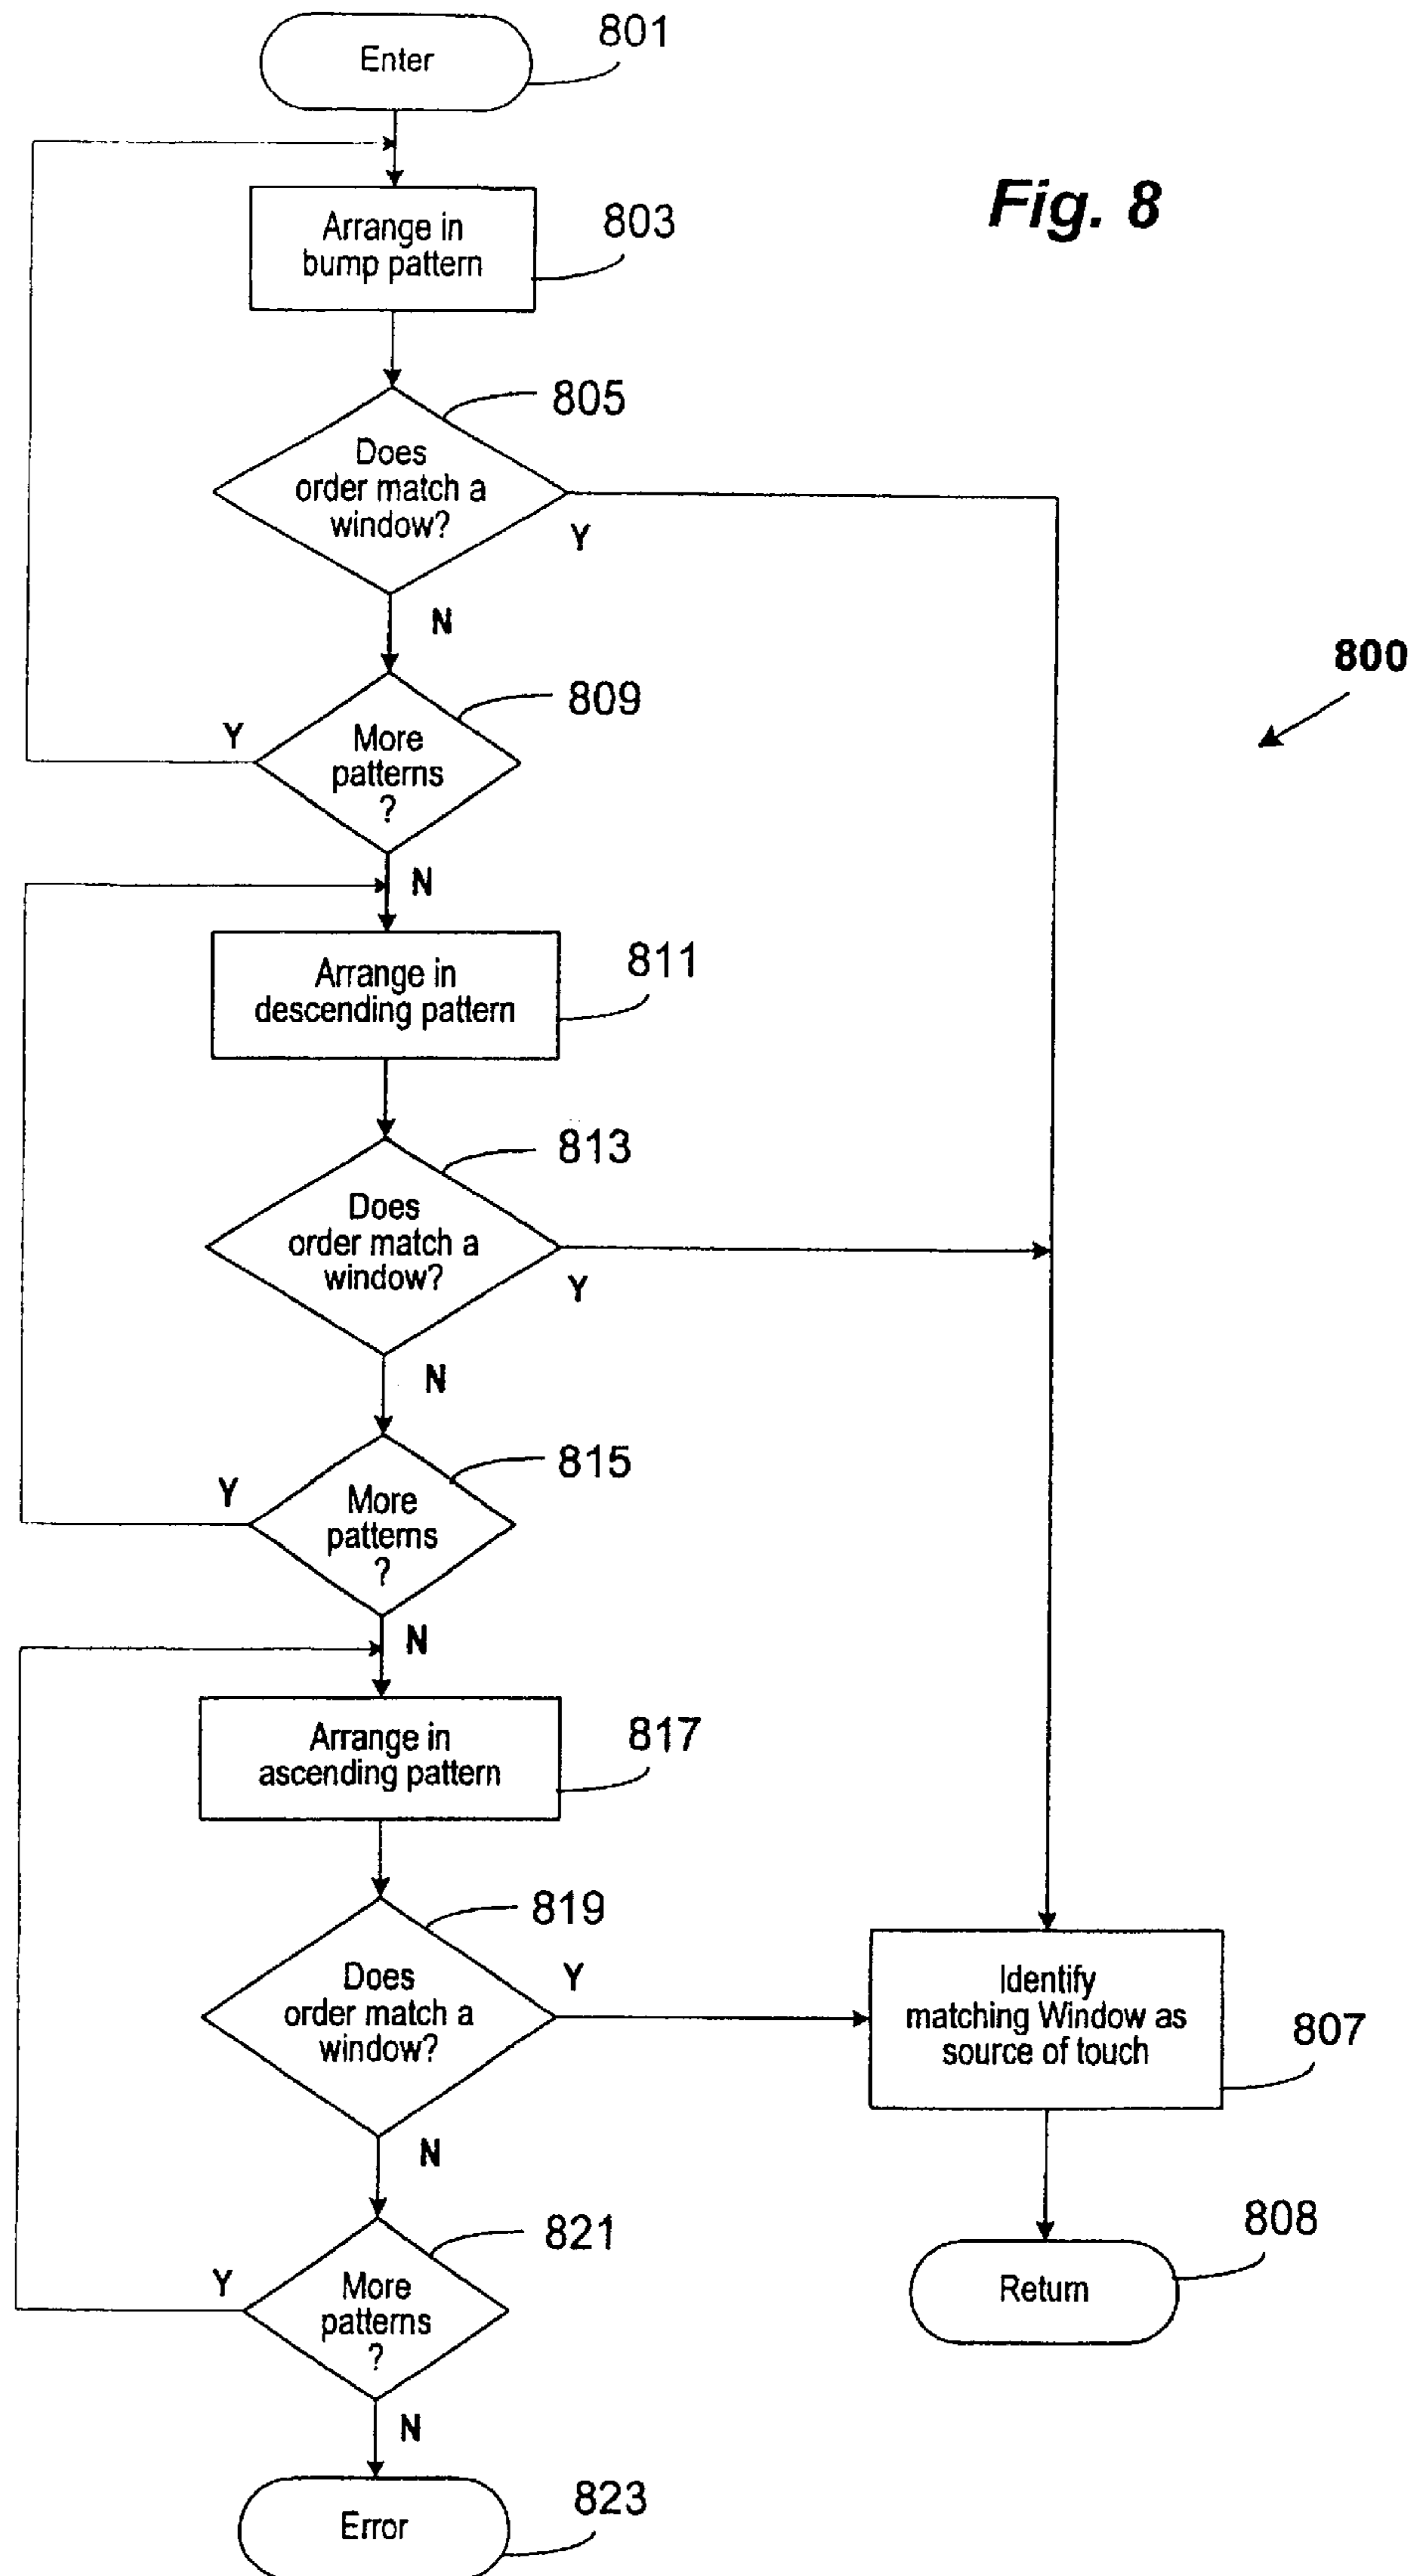 Enter
801
Fig. 8
Arrange in
bump pattern
803
805
Does
order match a
window?
Y
N
800
809
Y
More
patterns
?
N
Arrange in
descending pattern
811
813
Does
order match a
window?
Y
N
815
Y
More
patterns
?
N
Arrange in
ascending pattern
817
819
Does
order match a
window?
Y
Identify
matching Window as
source of touch
807
N
821
Y
More
patterns
?
808
Return
N
Error
823